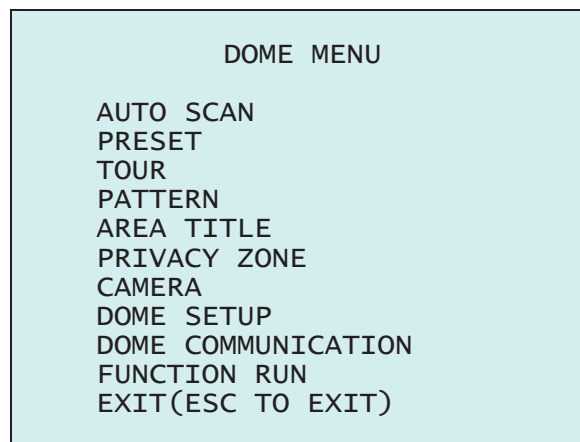 DOME MENU
AUTO SCAN
PRESET
TOUR
PATTERN
AREA TITLE
PRIVACY ZONE
CAMERA
DOME SETUP
DOME COMMUNICATION
FUNCTION RUN
EXIT(ESC TO EXIT)